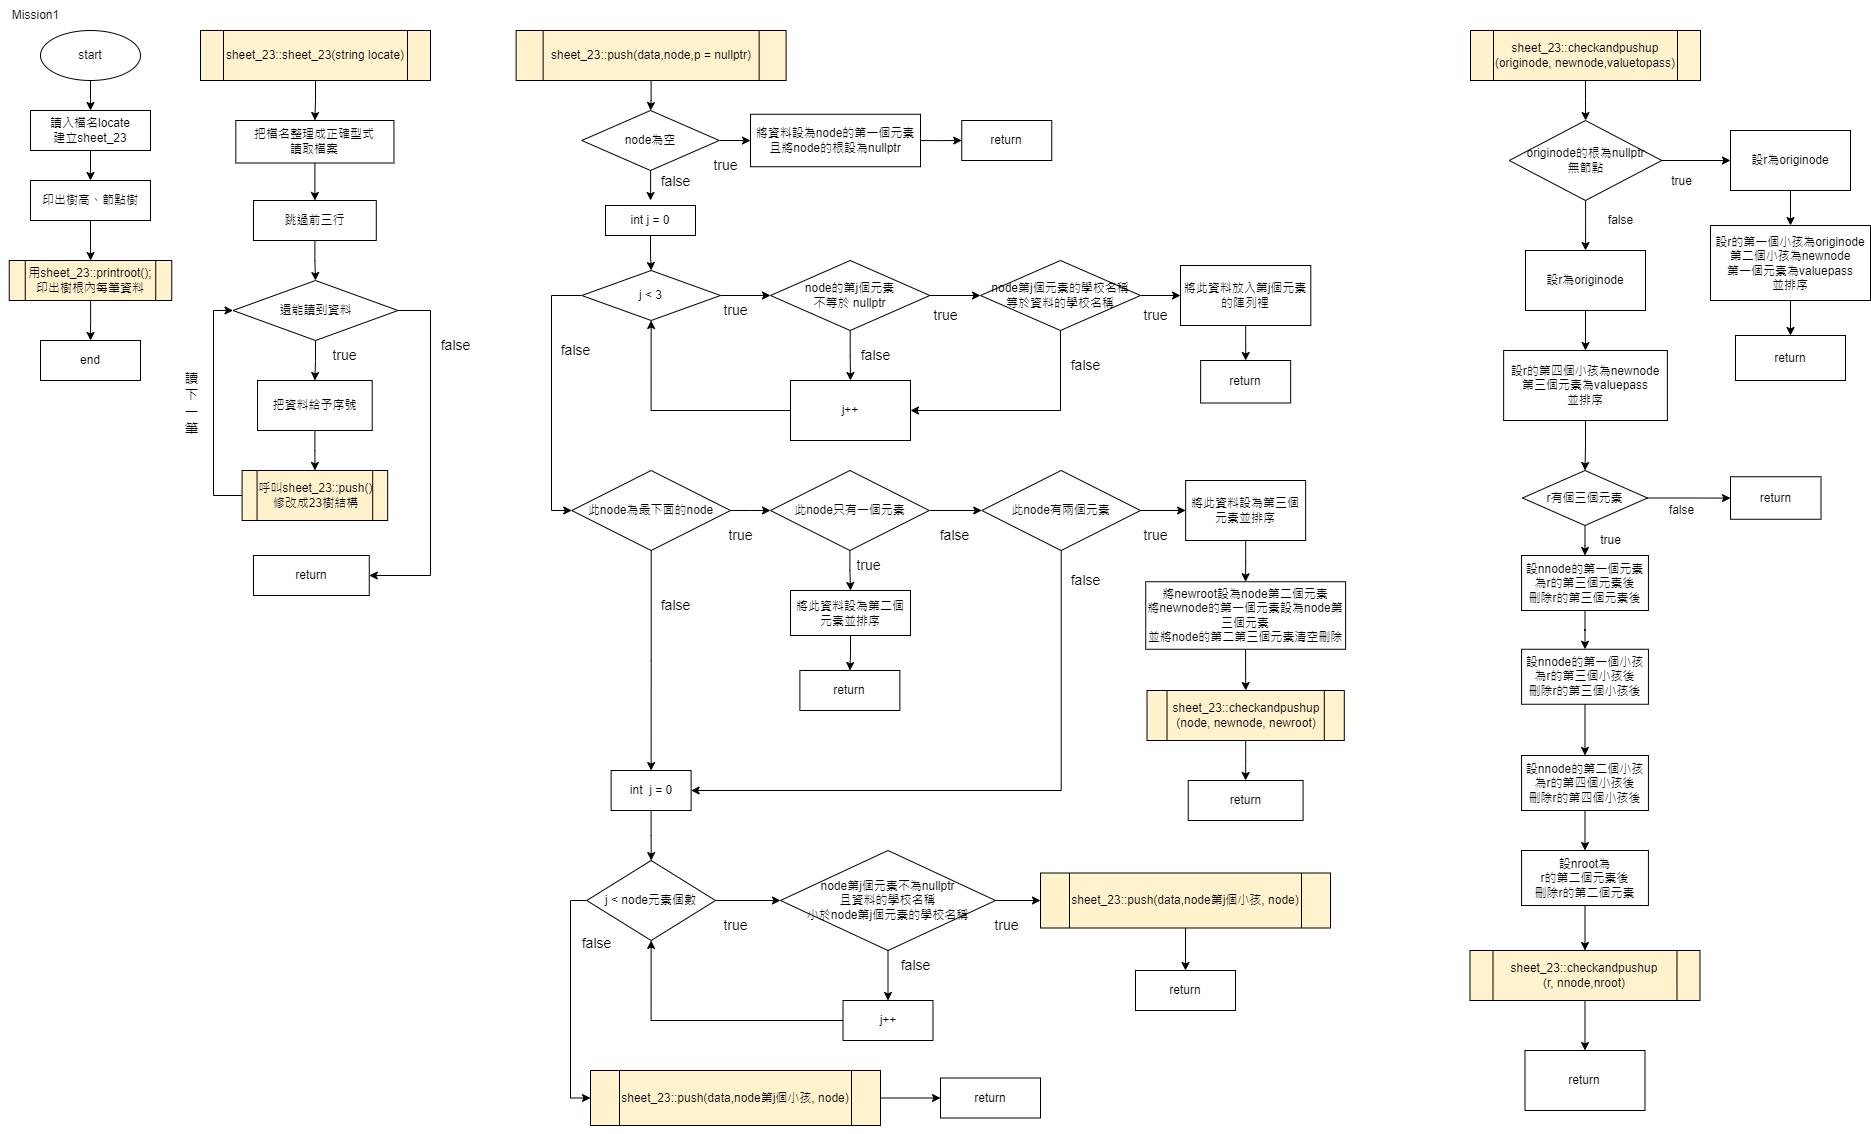 Mission1
start
讀入檔名locate
建立sheet_23
印出樹高、節點樹
用sheet_23::printroot();
印出樹根內每筆資料
end
sheet_23::sheet_23(string locate)
把檔名整理成正確型式
讀取檔案
跳過前三行
還能讀到資料
true
false
把資料給予序號
讀
下
一
筆
呼叫sheet_23::push()
修改成23樹結構
return
sheet_23::push(data,node,p = nullptr)
node為空
true
false
將資料設為node的第一個元素
且將node的根設為nullptr
return
int j = 0
j < 3
true
false
node的第j個元素
不等於 nullptr
true
false
node第j個元素的學校名稱
等於資料的學校名稱
true
false
將此資料放入第j個元素
的陣列裡
return
j++
此node為最下面的node
true
false
此node只有一個元素
false
true
將此資料設為第二個
元素並排序
return
此node有兩個元素
true
false
將此資料設為第三個
元素並排序
將newroot設為node第二個元素
將newnode的第一個元素設為node第
三個元素
並將node的第二第三個元素清空刪除
sheet_23::checkandpushup
(node, newnode, newroot)
return
int j = 0
j < node元素個數
true
false
node第j個元素不為nullptr
且資料的學校名稱
小於node第j個元素的學校名稱
true
false
sheet_23::push(data,node第j個小孩, node)
return
j++
sheet_23::push(data,node第j個小孩, node)
return
sheet_23::checkandpushup
(originode, newnode,valuetopass)
originode的根為nullptr
無節點
true
false
設r為originode
設r的第一個小孩為originode
第二個小孩為newnode
第一個元素為valuepass
並排序
return
設r為originode
設r的第四個小孩為newnode
第三個元素為valuepass
並排序
r有個三個元素
false
true
return
設nnode的第一個元素
為r的第三個元素後
刪除r的第三個元素後
設nnode的第一個小孩
為r的第三個小孩後
刪除r的第三個小孩後
設nnode的第二個小孩
為r的第四個小孩後
刪除r的第四個小孩後
設nroot為
r的第二個元素後
刪除r的第二個元素
sheet_23::checkandpushup
(r, nnode,nroot)
return